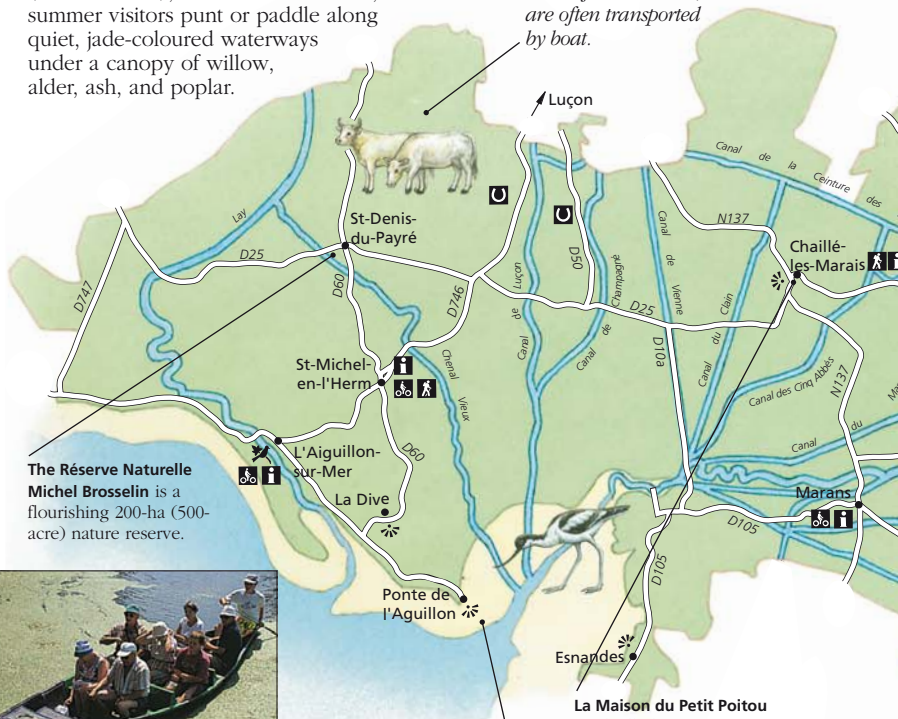 summer visitors punt or paddle along
quiet, jade-coloured waterways
under a canopy of willow,
alder, ash, and poplar.
are often transported
by boat.
Luçon
Canal de la Ceinture des
Lay
St-Denis-
du-Payré
D25
D747
D60
D746
Canal de Luçon
D50
Canal de Champagne
D25
Canal de Vienne
D10a
Canal du Clain
N137
Chaillé-
les-Marais
Canal des Cinq Abbés
N137
Canal du
St-Michel-
en-l'Herm
Chenal Vieux
D60
L'Aiguillon-
sur-Mer
La Dive
The Réserve Naturelle
Michel Brosselin is a
flourishing 200-ha (500-
acre) nature reserve.
Marans
D105
D105
Ponte de
l'Aguillon
Esnandes
La Maison du Petit Poitou